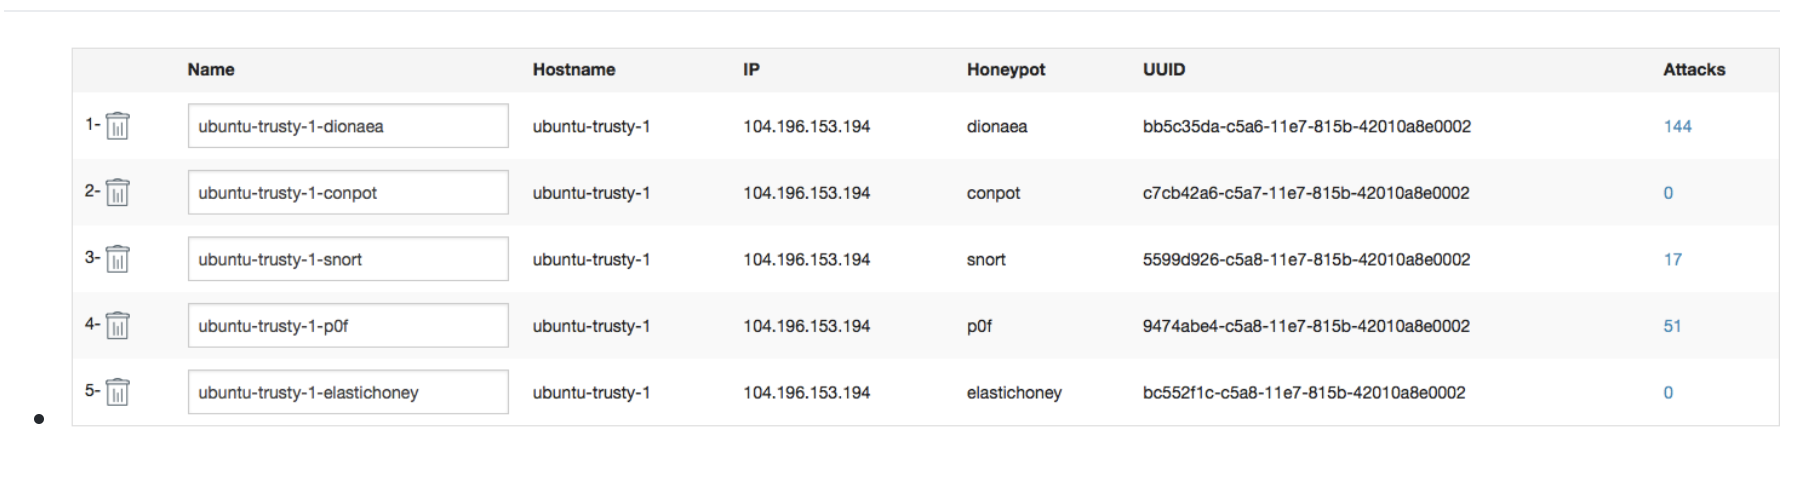 Name Hostname IP Honeypot UUID Attacks
1- ubuntu-trusty-1-dionaea ubuntu-trusty-1 104.196.153.194 dionaea bb5c35da-c5a6-11e7-815b-42010a8e0002 144
2- ubuntu-trusty-1-conpot ubuntu-trusty-1 104.196.153.194 conpot c7cb42a6-c5a7-11e7-815b-42010a8e0002 0
3- ubuntu-trusty-1-snort ubuntu-trusty-1 104.196.153.194 snort 5599d926-c5a8-11e7-815b-42010a8e0002 17
4- ubuntu-trusty-1-p0f ubuntu-trusty-1 104.196.153.194 p0f 9474abe4-c5a8-11e7-815b-42010a8e0002 51
5- ubuntu-trusty-1-elastichoney ubuntu-trusty-1 104.196.153.194 elastichoney bc552f1c-c5a8-11e7-815b-42010a8e0002 0